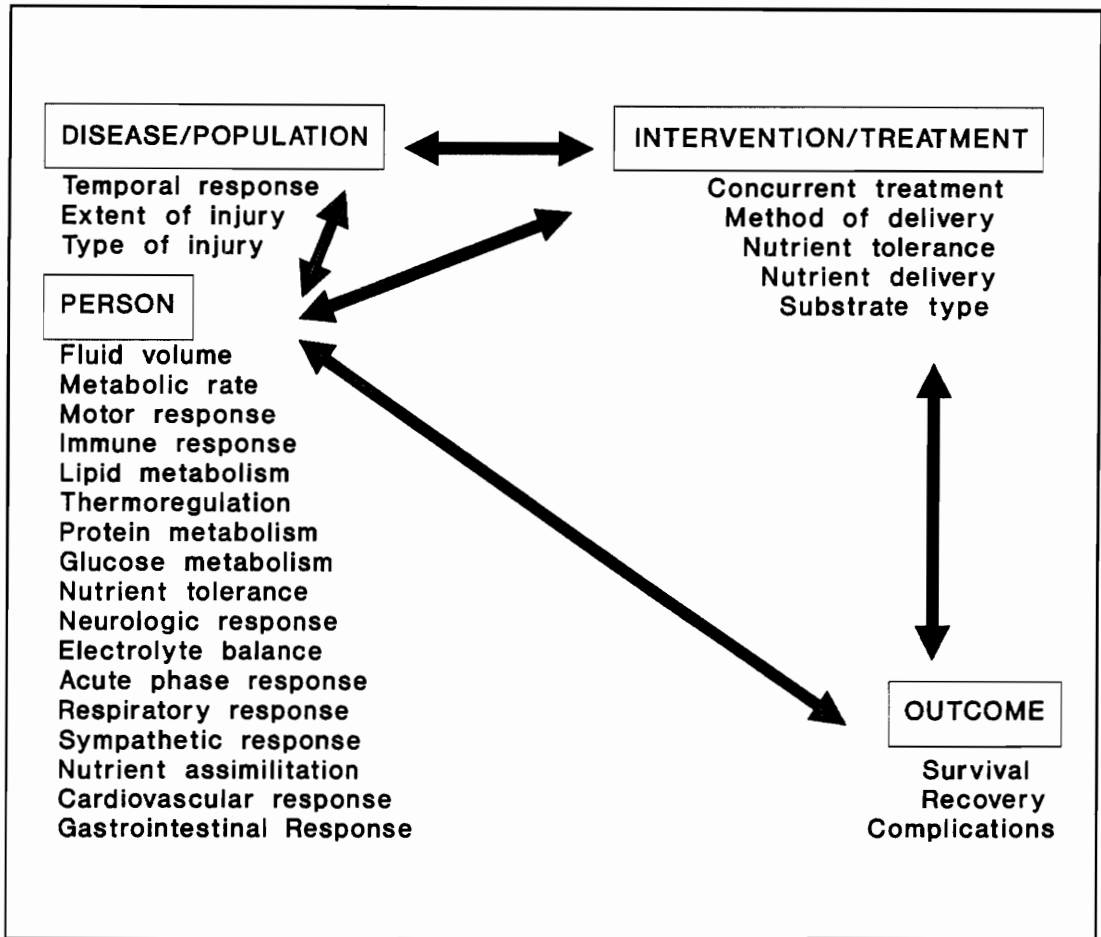 DISEASE/POPULATION
Temporal response
Extent of injury
Type of injury
PERSON
Fluid volume
Metabolic rate
Motor response
Immune response
Lipid metabolism
Thermoregulation
Protein metabolism
Glucose metabolism
Nutrient tolerance
Neurologic response
Electrolyte balance
Acute phase response
Respiratory response
Sympathetic response
Nutrient assimilitation
Cardiovascular response
Gastrointestinal Response
INTERVENTION/TREATMENT
Concurrent treatment
Method of delivery
Nutrient tolerance
Nutrient delivery
Substrate type
OUTCOME
Survival
Recovery
Complications